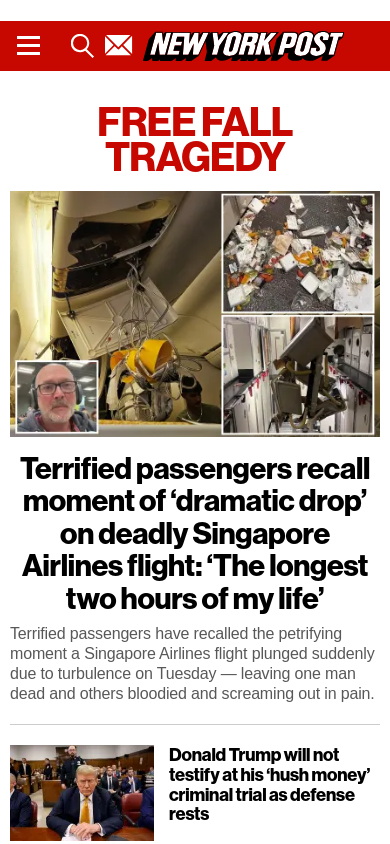 NEW YORK POST
FREE FALL
TRAGEDY
Terrified passengers recall
moment of ‘dramatic drop’
on deadly Singapore
Airlines flight: ‘The longest
two hours of my life’
Terrified passengers have recalled the petrifying
moment a Singapore Airlines flight plunged suddenly
due to turbulence on Tuesday — leaving one man
dead and others bloodied and screaming out in pain.
Donald Trump will not
testify at his ‘hush money’
criminal trial as defense
rests